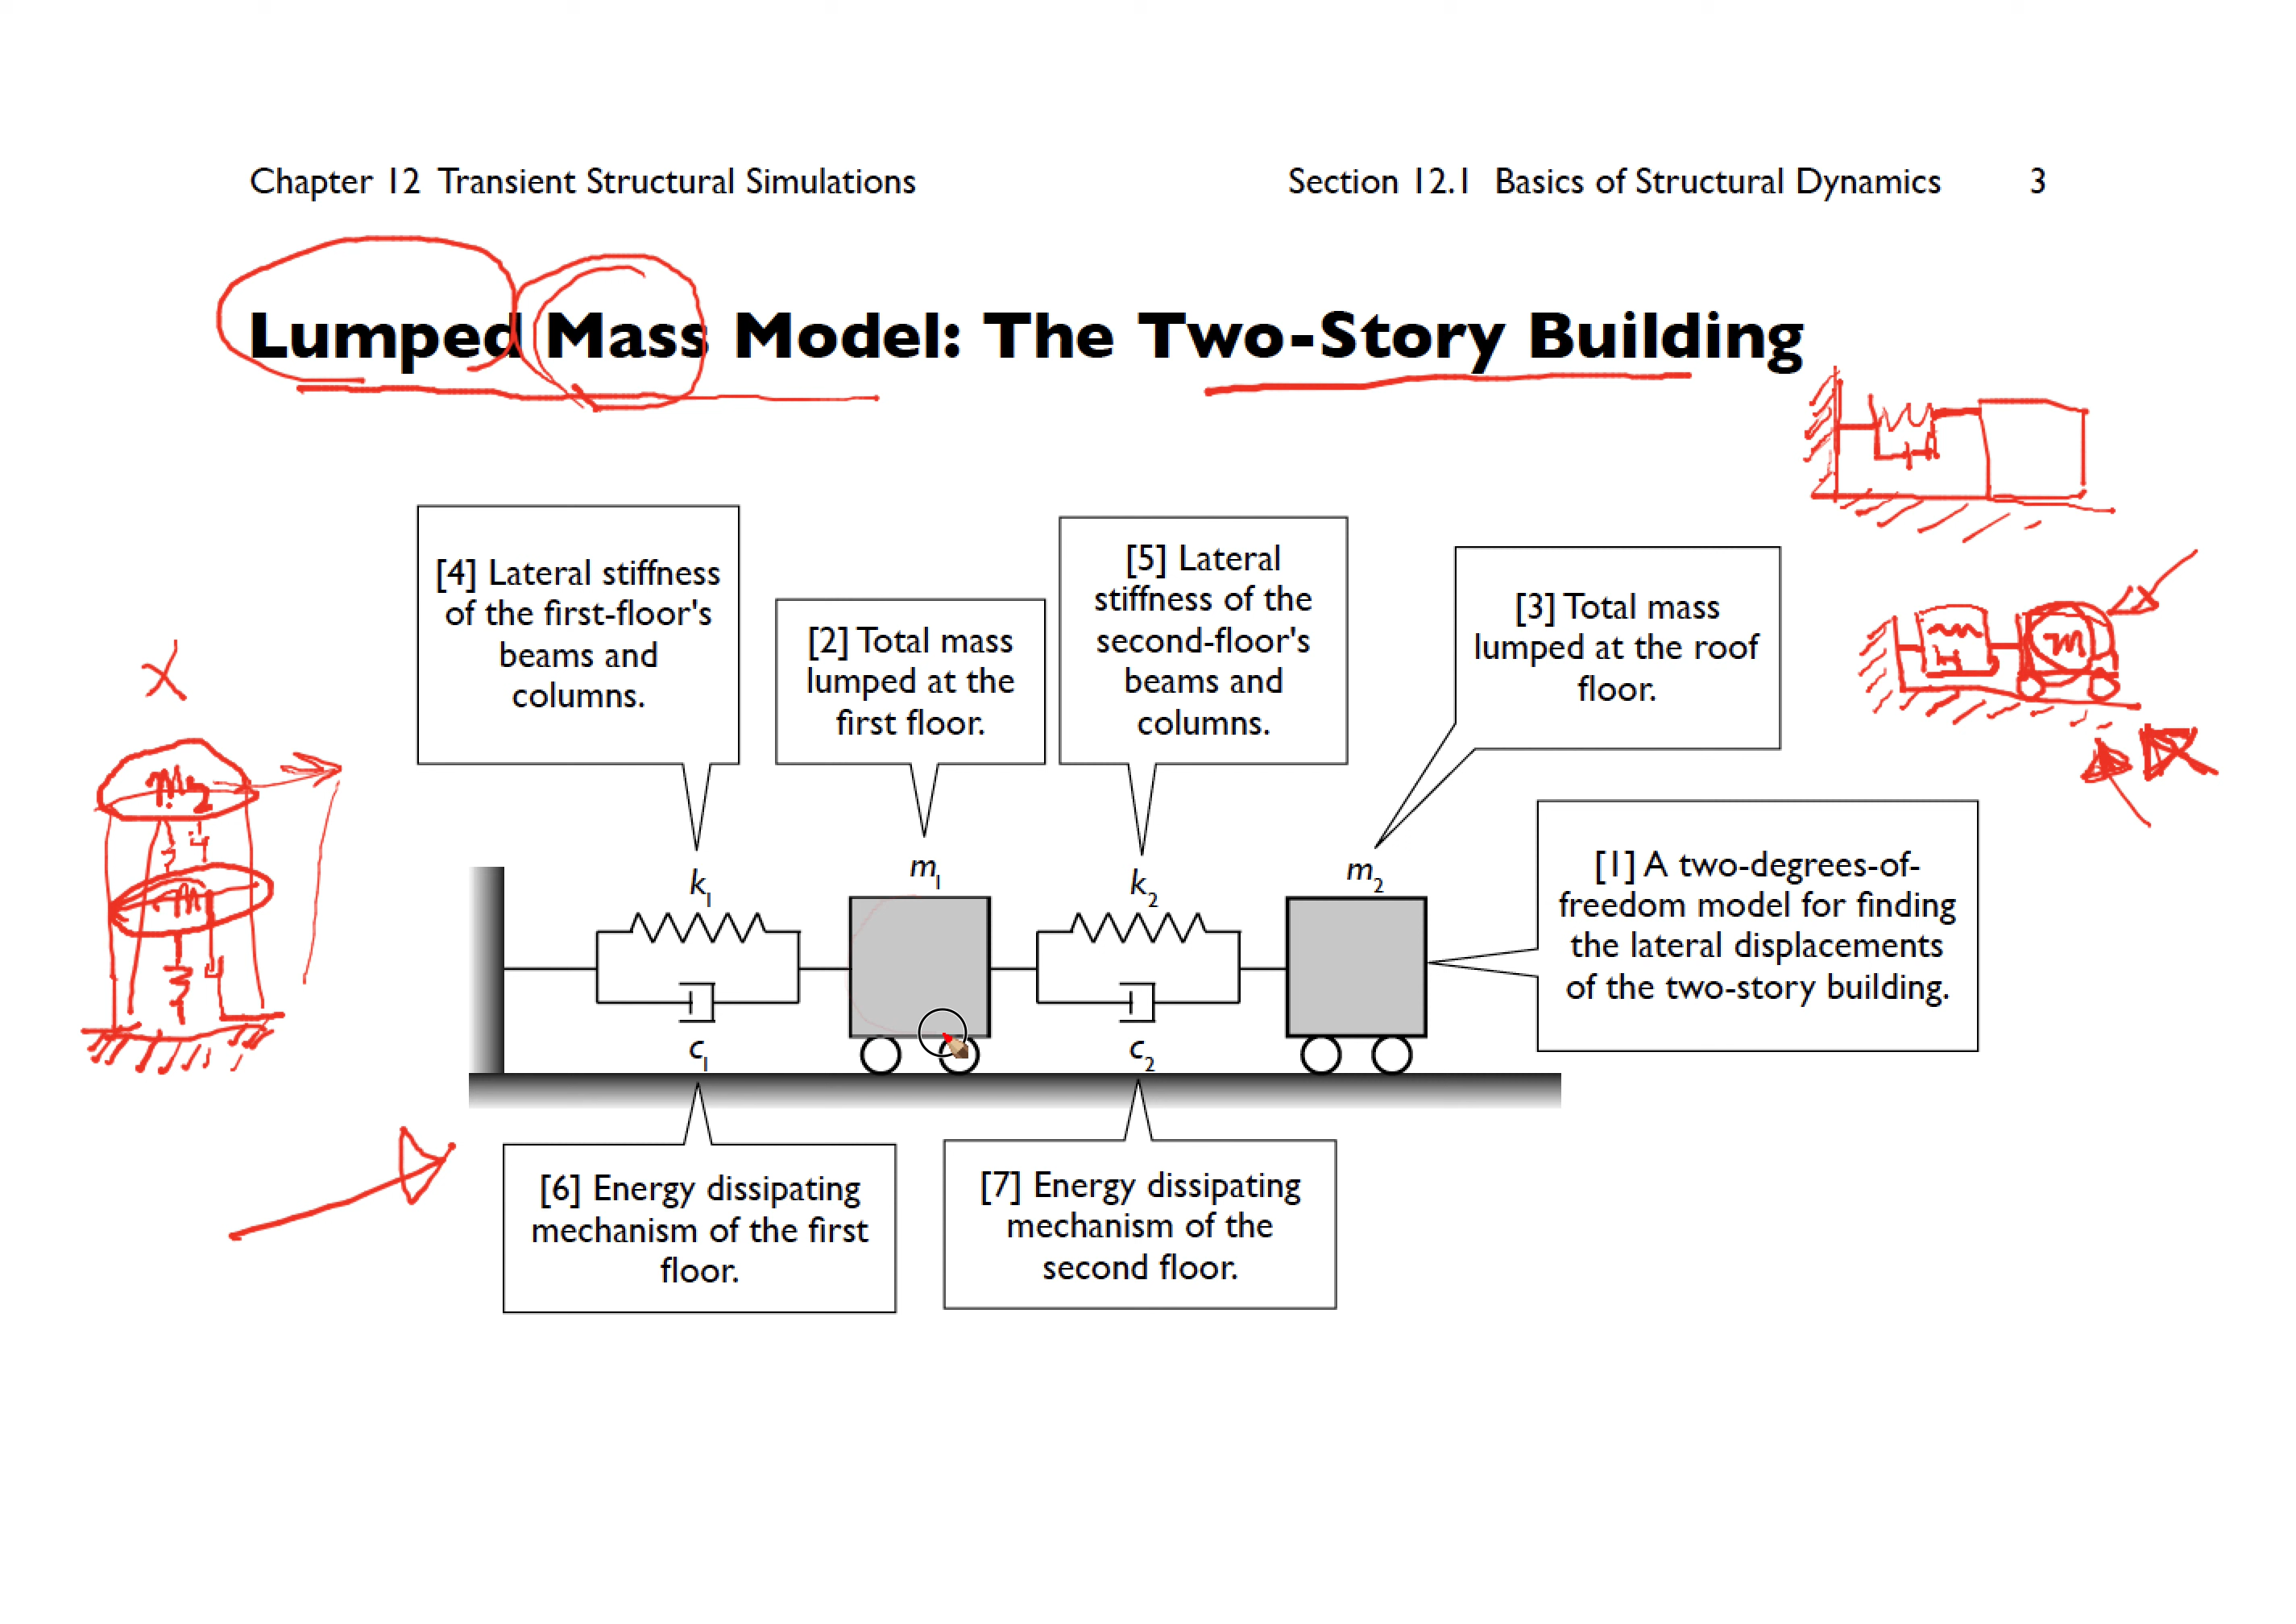 Chapter 12 Transient Structural Simulations
Section 12.1 Basics of Structural Dynamics 3
Lumped Mass Model: The Two-Story Building
[4] Lateral stiffness
of the first-floor's
beams and
columns.
[2] Total mass
lumped at the
first floor.
[5] Lateral
stiffness of the
second-floor's
beams and
columns.
[3] Total mass
lumped at the roof
floor.
m
x
m2
m1
k1
m1
k2
m2
c1
c2
[1] A two-degrees-of-
freedom model for finding
the lateral displacements
of the two-story building.
[6] Energy dissipating
mechanism of the first
floor.
[7] Energy dissipating
mechanism of the
second floor.